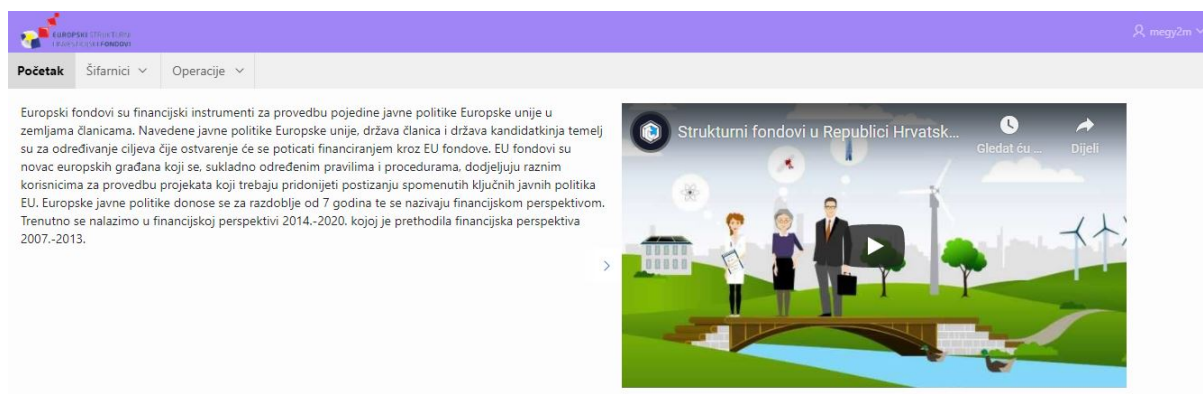 EUROPSKI STRUKTURNI
I INVESTICIJSKI FONDOVI
megy2m
Početak Šifarnici Operacije
Europski fondovi su financijski instrumenti za provedbu pojedine javne politike Europske unije u
zemljama članicama. Navedene javne politike Europske unije, država članica i država kandidatkinja temelj
su za određivanje ciljeva čije ostvarenje će se poticati financiranjem kroz EU fondove. EU fondovi su
novac europskih građana koji se, sukladno određenim pravilima i procedurama, dodjeljuju raznim
korisnicima za provedbu projekata koji trebaju pridonijeti postizanju spomenutih ključnih javnih politika
EU. Europske javne politike donose se za razdoblje od 7 godina te se nazivaju financijskom perspektivom.
Trenutno se nalazimo u financijskoj perspektivi 2014.-2020. kojoj je prethodila financijska perspektiva
2007.-2013.
Strukturni fondovi u Republici Hrvatsk...
Gledat ću ... Dijeli